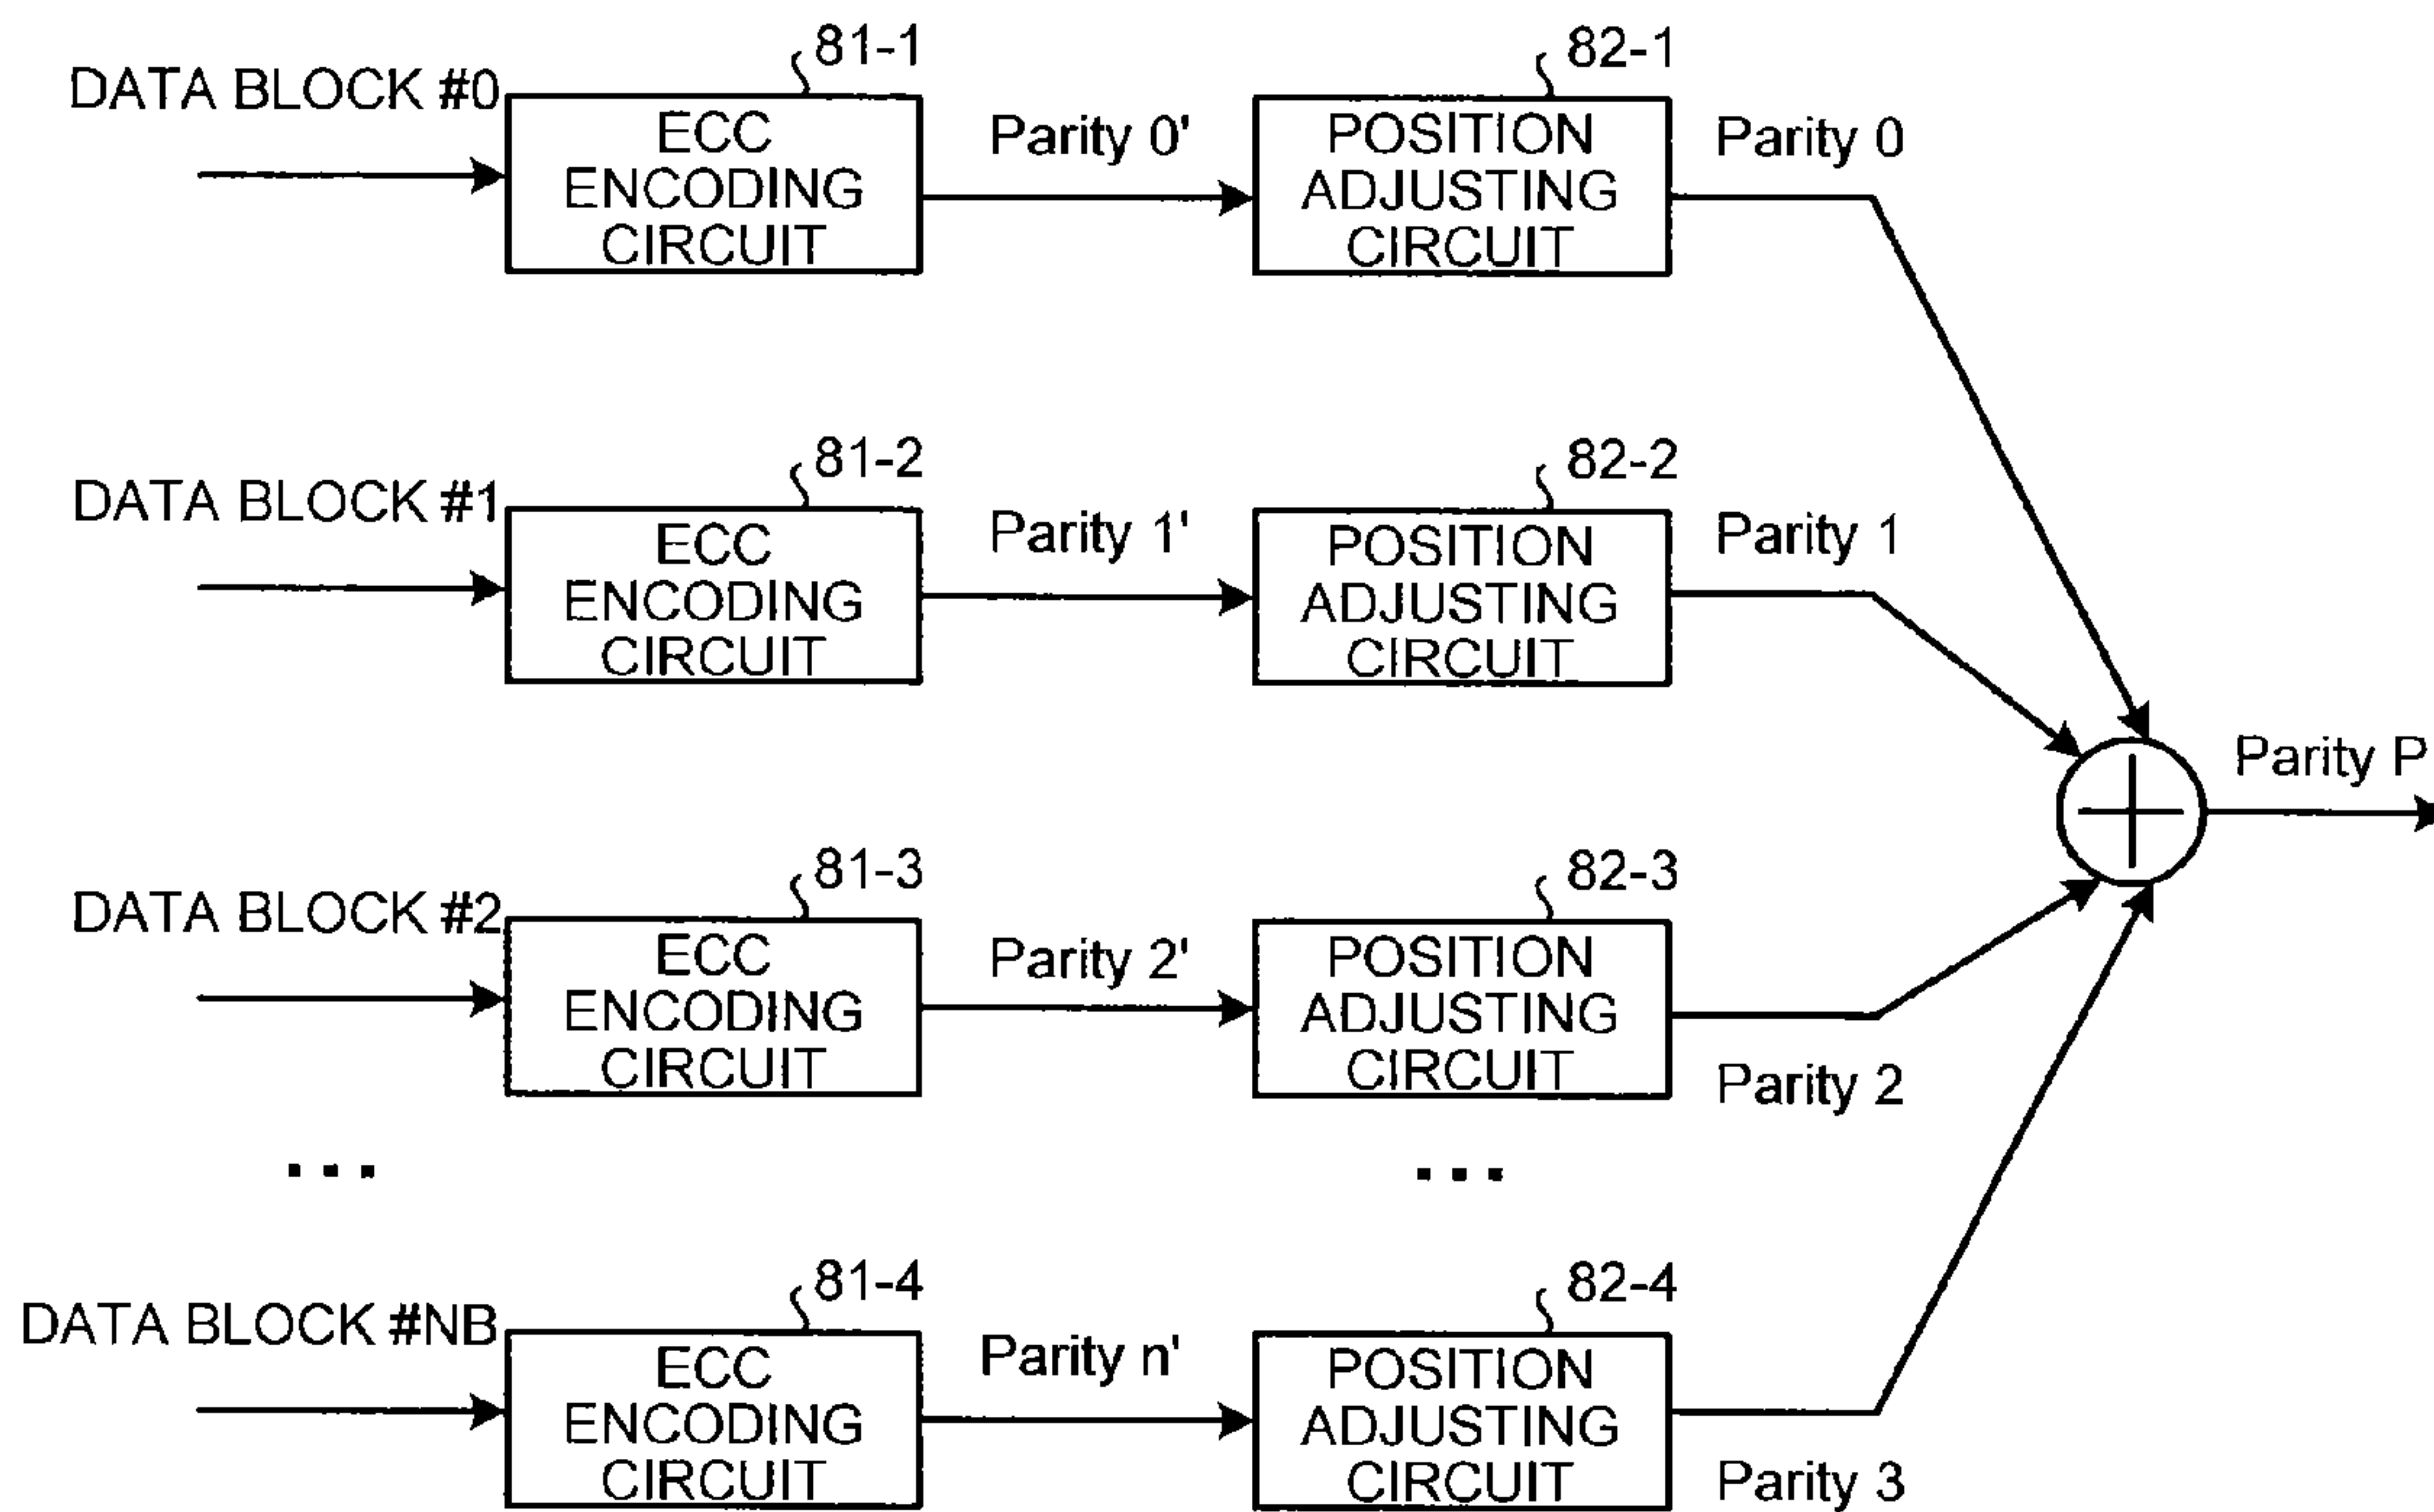 81-1
82-1
DATA BLOCK #0
ECC
ENCODING
CIRCUIT
Parity 0'
POSITION
ADJUSTING
CIRCUIT
Parity 0
81-2
82-2
DATA BLOCK #1
ECC
ENCODING
CIRCUIT
Parity 1'
POSITION
ADJUSTING
CIRCUIT
Parity 1
Parity P
81-3
82-3
DATA BLOCK #2
ECC
ENCODING
CIRCUIT
Parity 2'
POSITION
ADJUSTING
CIRCUIT
Parity 2
...
...
81-4
82-4
DATA BLOCK #NB
ECC
ENCODING
CIRCUIT
Parity n'
POSITION
ADJUSTING
CIRCUIT
Parity 3